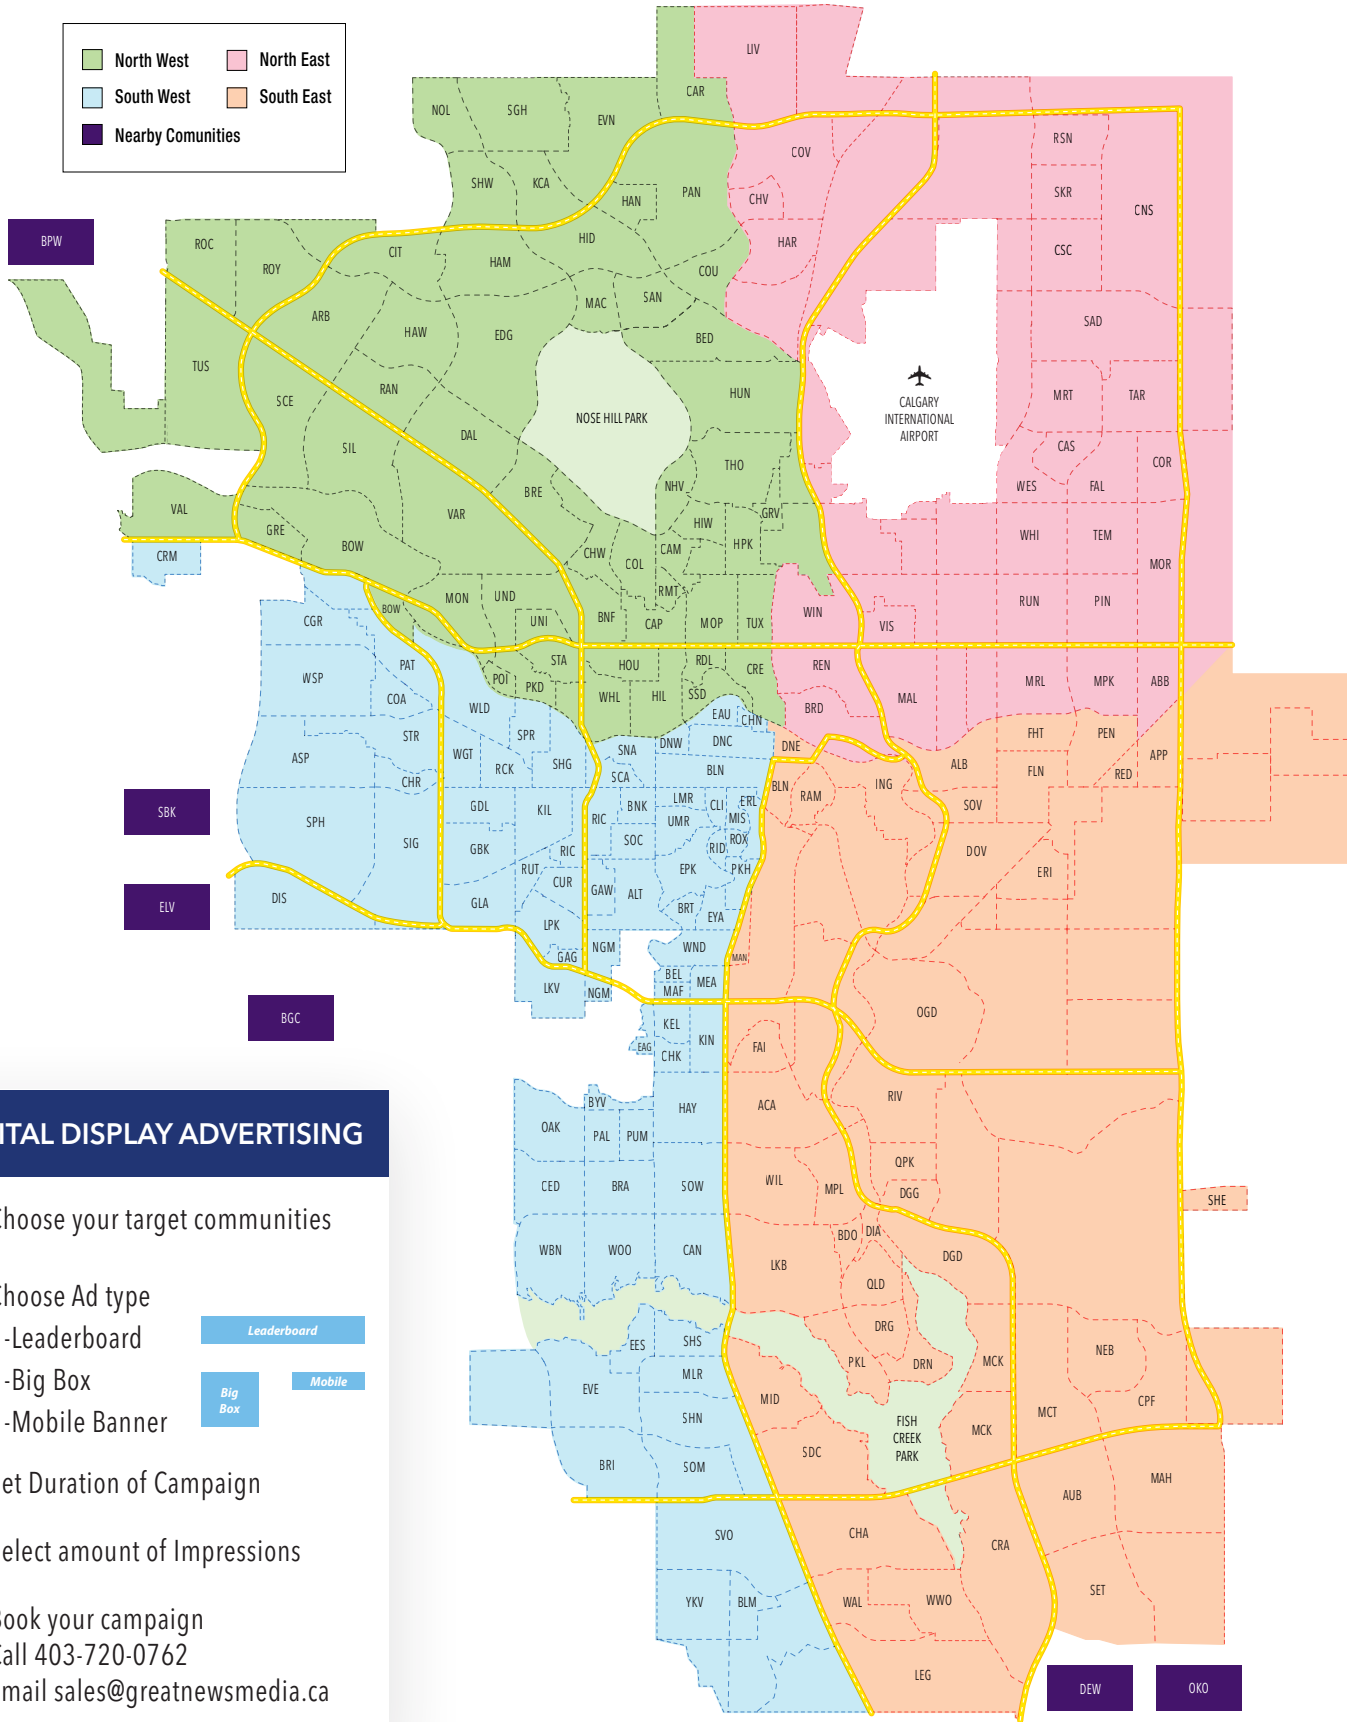 North West
North East
South West
South East
Nearby Comunities
LIV
CAR
NOL
SGH
EVN
RSN
COV
SHW
KCA
HAN
PAN
CHV
SKR
CNS
BPW
ROC
ROY
CIT
HAM
HID
COU
HAR
CSC
MAC
SAN
ARB
HAW
EDG
BED
SAD
TUS
SCE
RAN
NOSE HILL PARK
HUN
CALGARY
INTERNATIONAL
AIRPORT
MRT
TAR
SIL
DAL
THO
CAS
COR
BRE
NHV
WES
FAL
VAL
GRE
VAR
HIW
GRV
BOW
CHW
COL
CAM
HPK
WHI
TEM
CRM
MOR
MON
UND
RMT
RUN
PIN
CGR
BOW
UNI
BNF
CAP
MOP
TUX
WIN
VIS
WSP
PAT
STA
HOU
RDL
CRE
REN
POI
PKD
WHL
HIL
SSD
MAL
MRL
MPK
ABB
COA
WLD
EAU
CHN
BRD
STR
SPR
SNA
DNW
DNC
DNE
FHT
PEN
ASP
WGT
RCK
SHG
SCA
BLN
ALB
FLN
RED
APP
CHR
BLN
RAM
ING
SBK
SPH
GDL
KIL
RIC
BNK
LMR
CLI
ERL
SOV
UMR
MIS
SIG
GBK
RIC
SOC
RID
ROX
DOV
RUT
CUR
EPK
PKH
ERI
ELV
DIS
GLA
GAW
ALT
BRT
EYA
LPK
NGM
WND
GAG
MAN
LKV
NGM
BEL
MEA
MAF
BGC
KEL
KIN
OGD
EAG
CHK
FAI
BYV
HAY
ACA
RIV
OAK
PAL
PUM
QPK
CED
BRA
SOW
WIL
MPL
DGG
SHE
WBN
WOO
CAN
BDO
DIA
DGD
LKB
QLD
DRG
EES
SHS
PKL
DRN
MCK
NEB
EVE
MLR
MID
FISH
CREEK
PARK
MCT
CPF
SHN
MCK
BRI
SOM
SDC
AUB
MAH
SVO
CHA
CRA
YKV
BLM
WAL
WWO
SET
LEG
DEW
OKO
ITAL DISPLAY ADVERTISING
Choose your target communities
Choose Ad type
-Leaderboard
-Big Box
-Mobile Banner
Leaderboard
Big
Box
Mobile
et Duration of Campaign
elect amount of Impressions
Book your campaign
Call 403-720-0762
mail sales@greatnewsmedia.ca